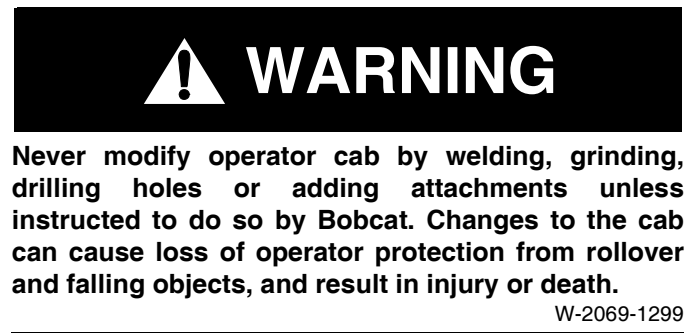 WARNING
Never modify operator cab by welding, grinding,
drilling holes or adding attachments unless
instructed to do so by Bobcat. Changes to the cab
can cause loss of operator protection from rollover
and falling objects, and result in injury or death.
W-2069-1299